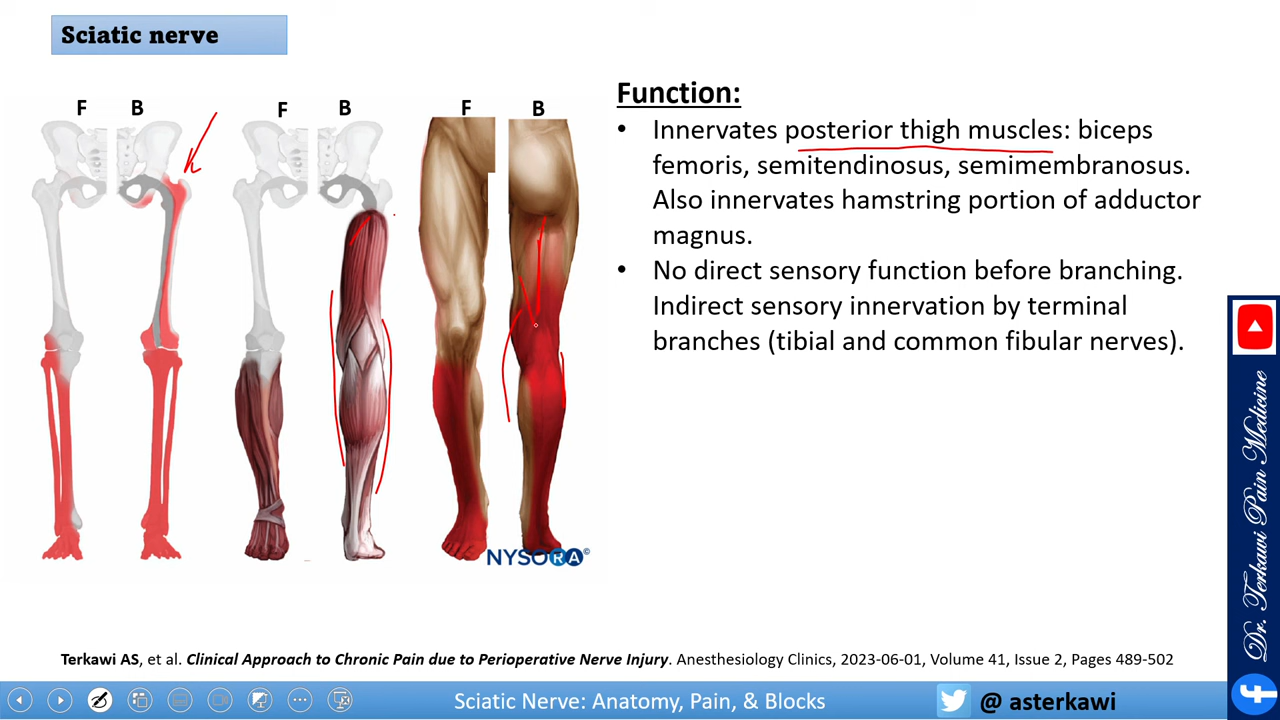 Sciatic nerve
F B F B F B
Function:
• Innervates posterior thigh muscles: biceps
femoris, semitendinosus, semimembranosus.
Also innervates hamstring portion of adductor
magnus.
• No direct sensory function before branching.
Indirect sensory innervation by terminal
branches (tibial and common fibular nerves).
NYSORA©
Dr. Terkawi Pain Medicine
Terkawi AS, et al. Clinical Approach to Chronic Pain due to Perioperative Nerve Injury. Anesthesiology Clinics, 2023-06-01, Volume 41, Issue 2, Pages 489-502
Sciatic Nerve: Anatomy, Pain, & Blocks
@ asterkawi